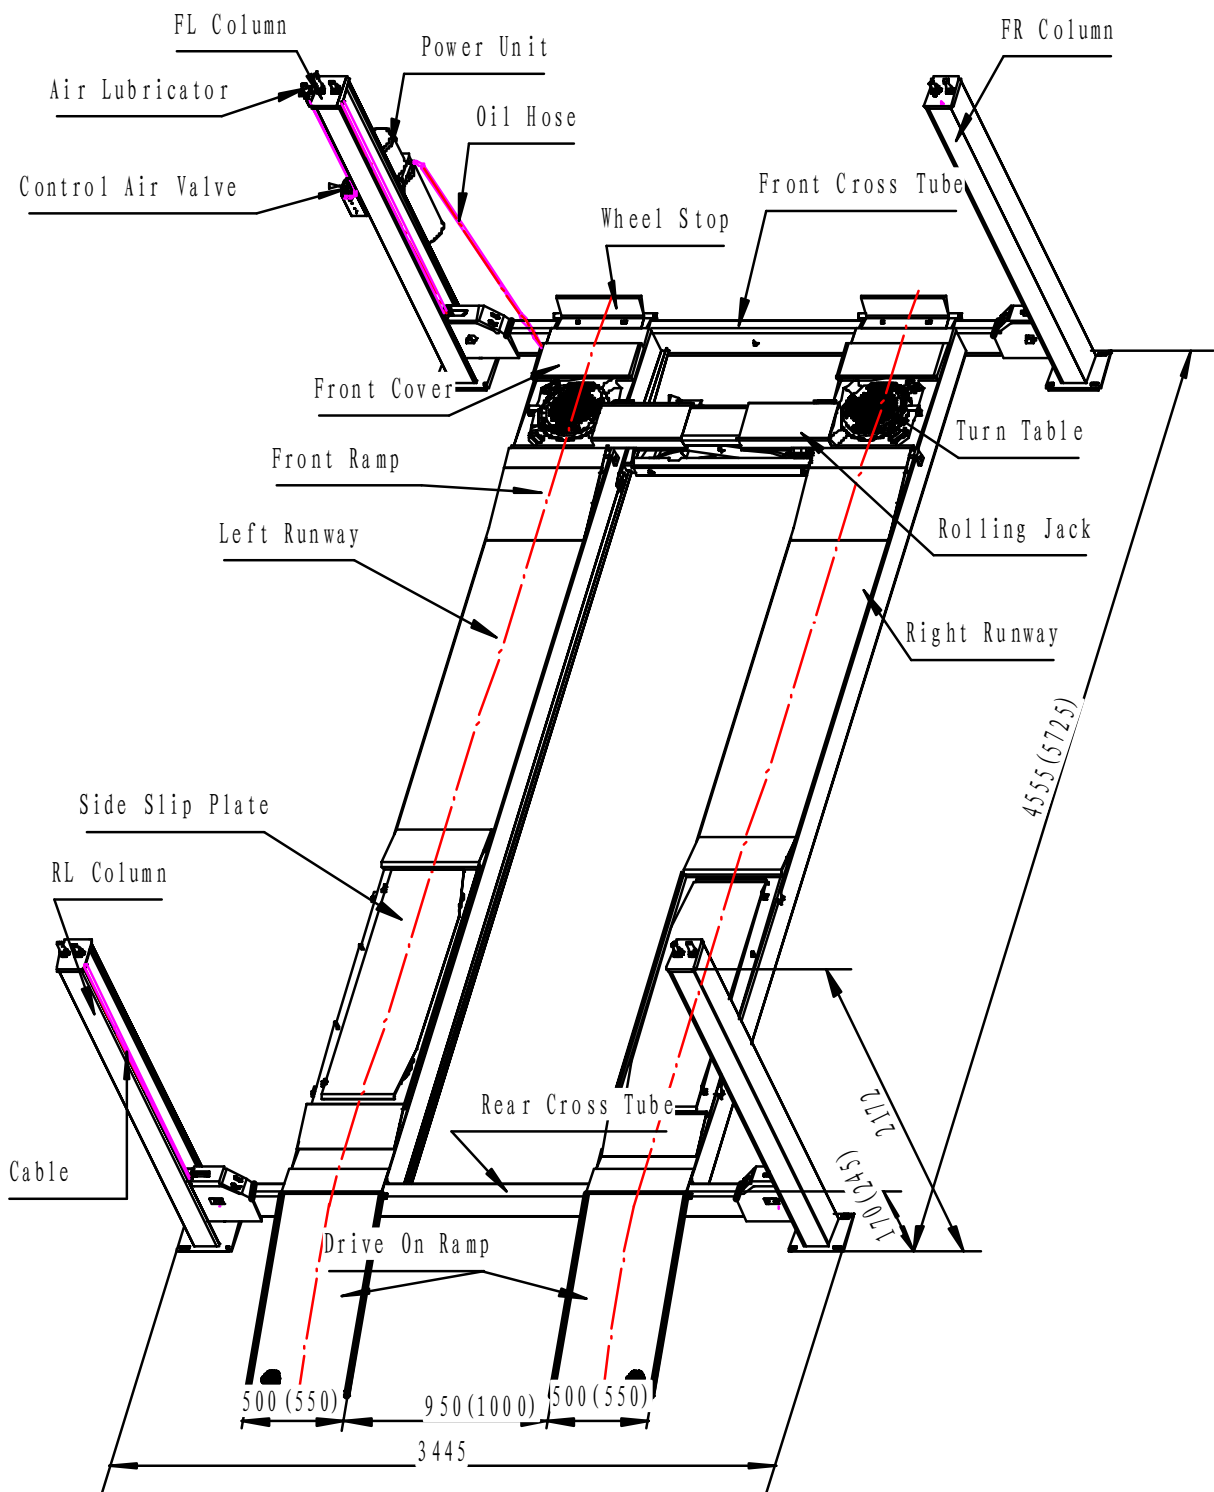 FL Column
FR Column
Power Unit
Air Lubricator
Oil Hose
Control Air Valve
Front Cross Tube
Wheel Stop
Front Cover
Turn Table
Front Ramp
Left Runway
Rolling Jack
Right Runway
4555(5725)
Side Slip Plate
RL Column
2172
Rear Cross Tube
170(245)
Cable
Drive On Ramp
500(550)
950(1000)
500(550)
3445